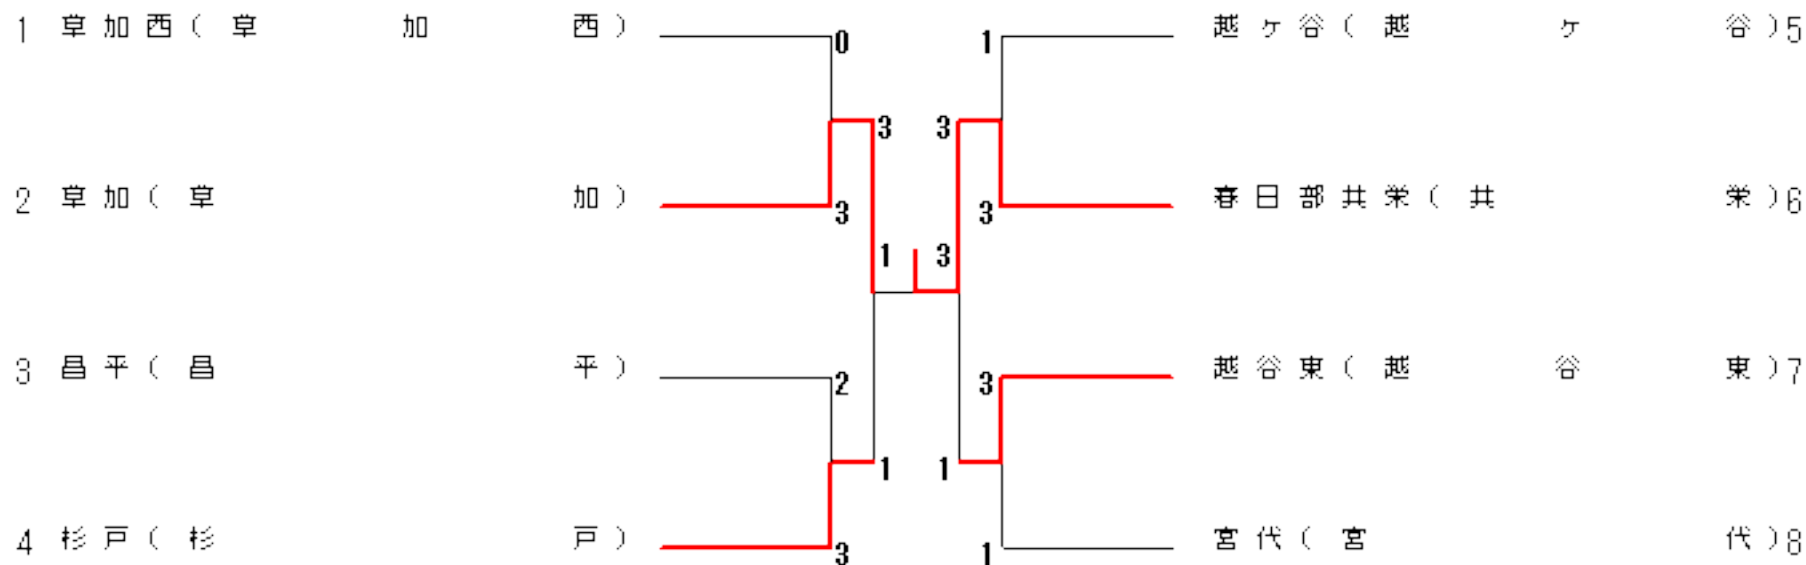 1 草加西(草加西) 0 1 越ヶ谷(越ヶ谷)5
3 3
2 草加(草加) 3 3 春日部共栄(共栄)6
1 3
3 昌平(昌平) 2 3 越谷東(越谷東)7
1 1
4 杉戸(杉戸) 3 1 宮代(宮代)8